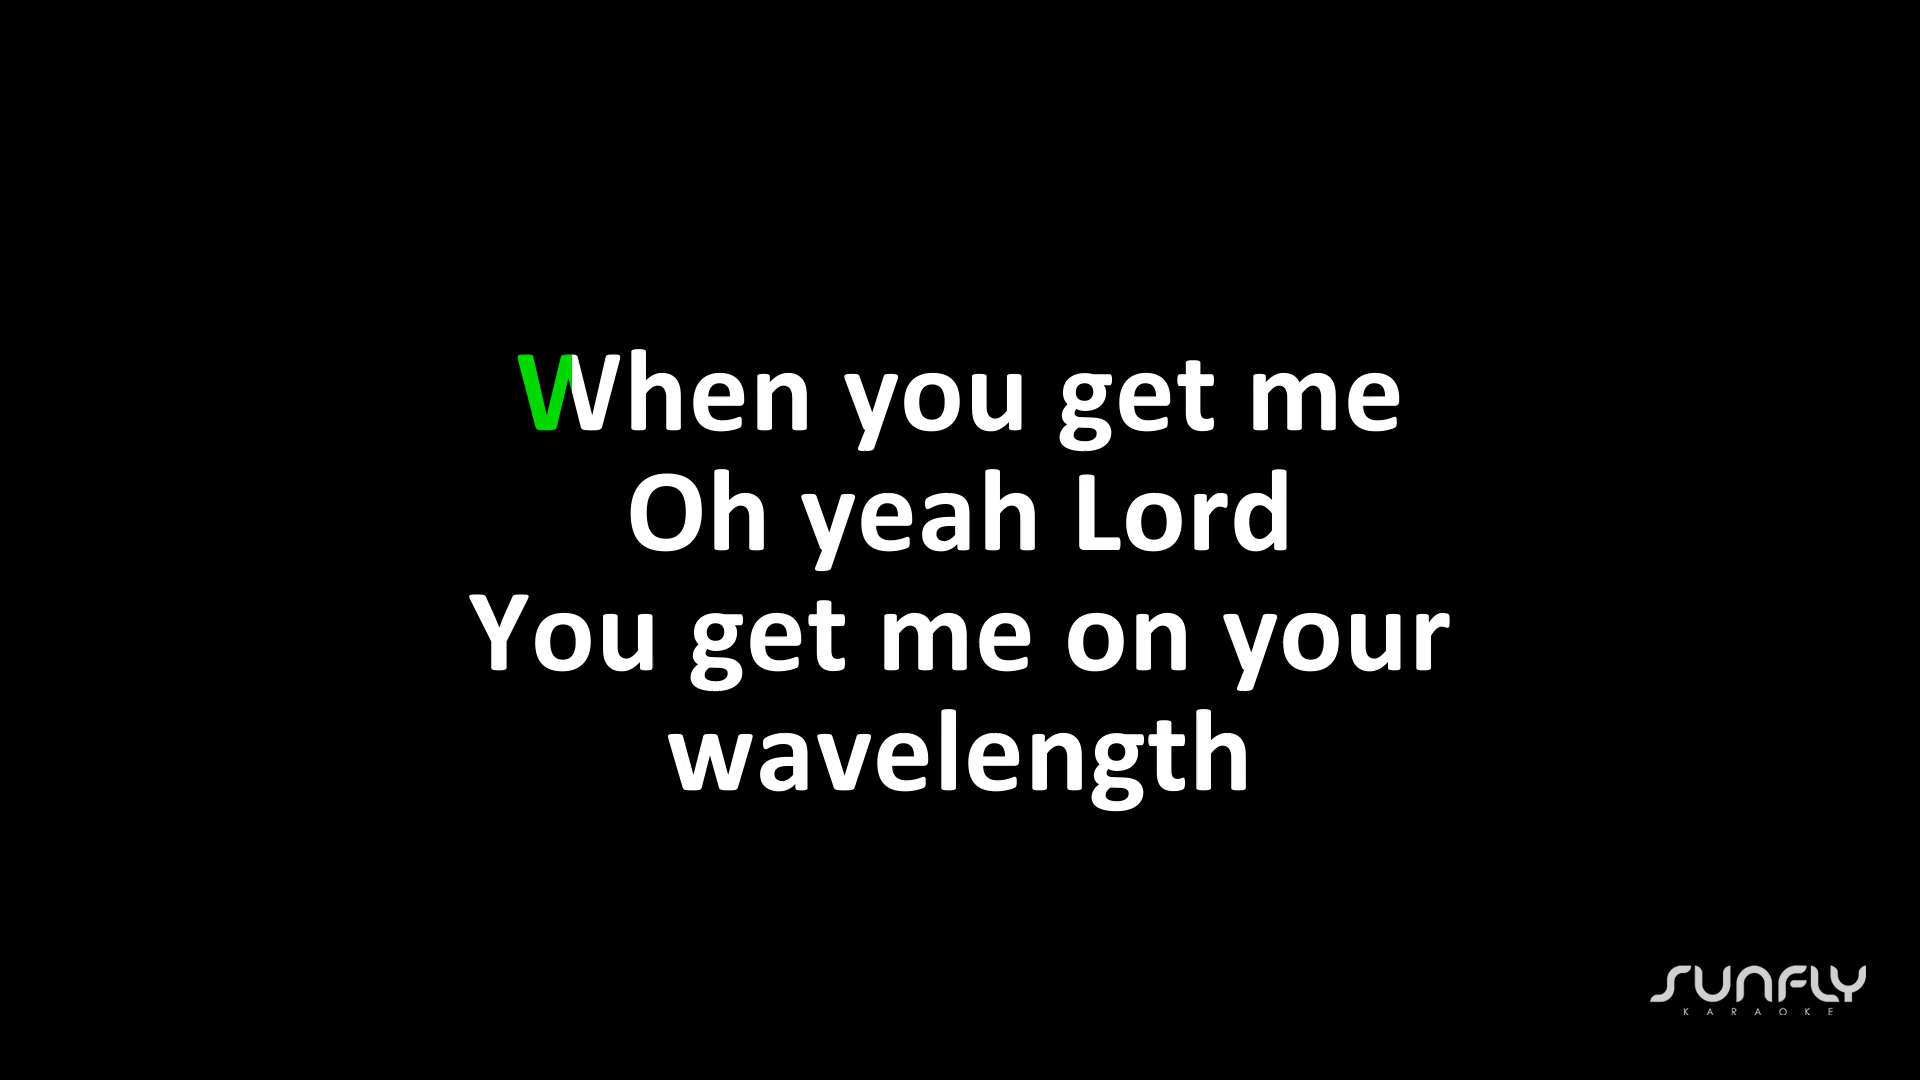 When you get me
Oh yeah Lord
You get me on your
wavelength
SUNFLY
KARAOKE